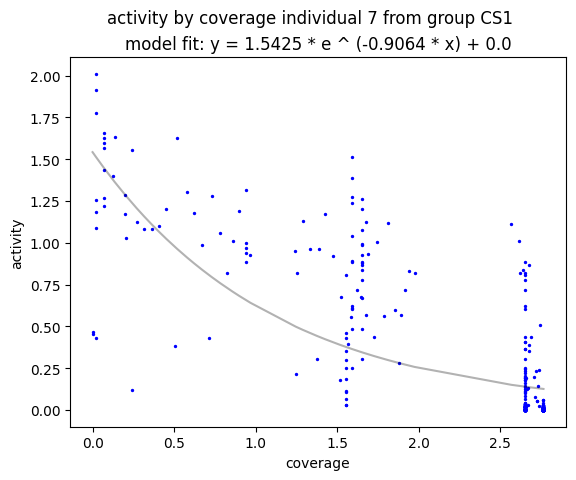 activity by coverage individual 7 from group CS1
model fit: y = 1.5425 * e ^ (-0.9064 * x) + 0.0
2.00
1.75
1.50
1.25
1.00
0.75
0.50
0.25
0.00
activity
0.0 0.5 1.0 1.5 2.0 2.5
coverage